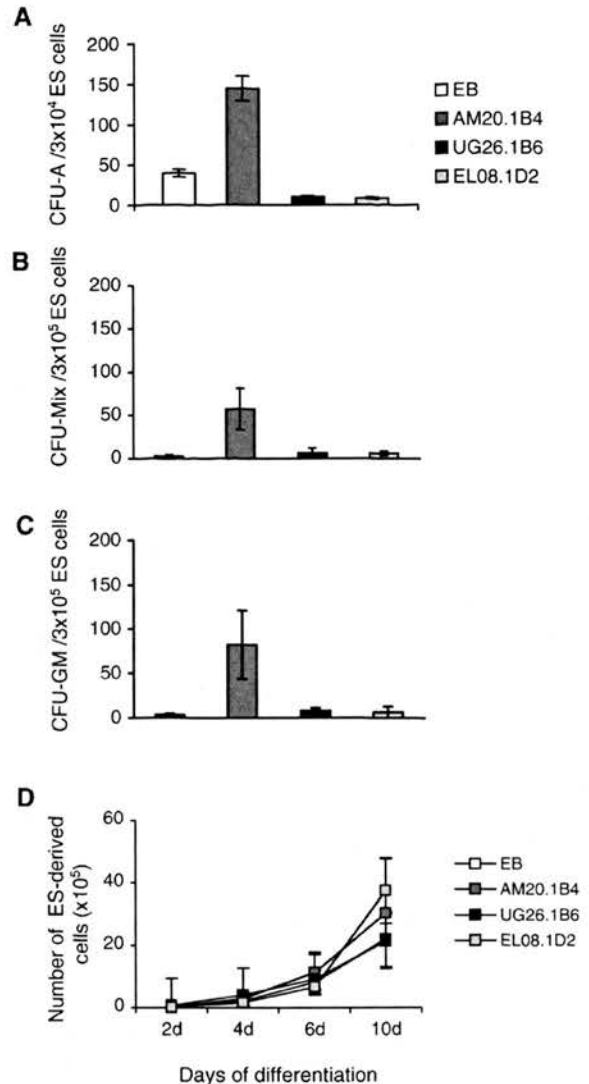 A
CFU-A /3x10⁴ ES cells
200
150
100
50
0
EB
AM20.1B4
UG26.1B6
EL08.1D2
B
CFU-Mix /3x10⁵ ES cells
200
150
100
50
0
C
CFU-GM /3x10⁵ ES cells
200
150
100
50
0
D
Number of ES-derived
cells (x10⁵)
60
40
20
0
2d 4d 6d 10d
Days of differentiation
EB
AM20.1B4
UG26.1B6
EL08.1D2